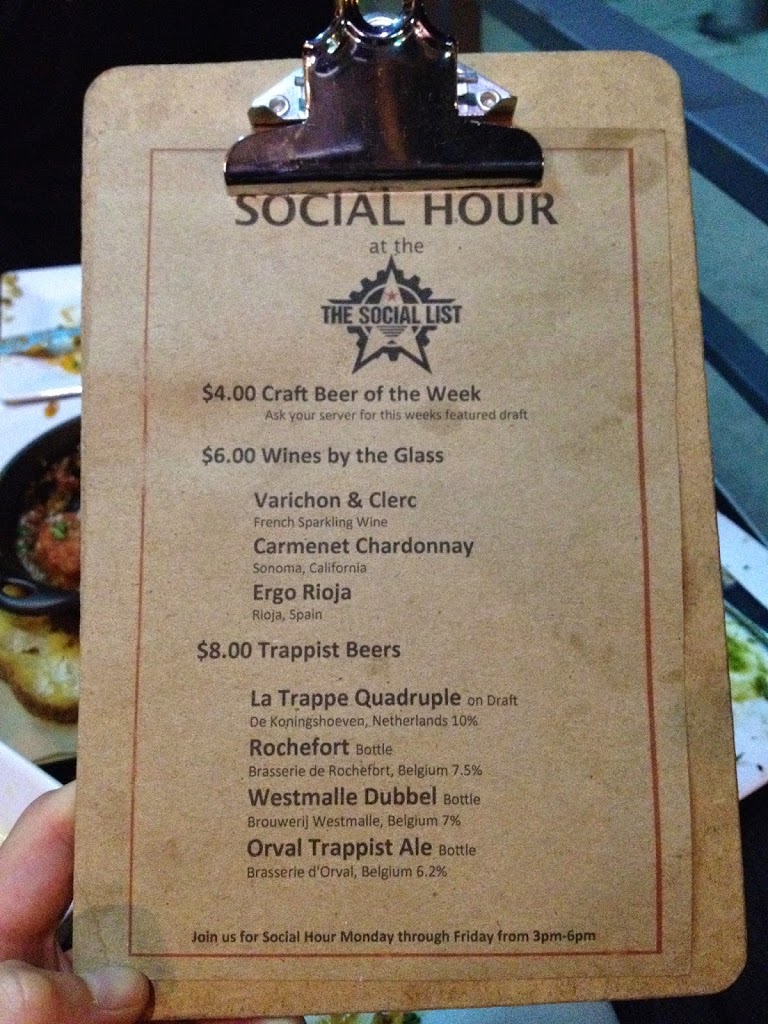 SOCIAL HOUR
at the
THE SOCIAL LIST
$4.00 Craft Beer of the Week
Ask your server for this weeks featured draft
$6.00 Wines by the Glass
Varichon & Clerc
French Sparkling Wine
Carmenet Chardonnay
Sonoma, California
Ergo Rioja
Rioja, Spain
$8.00 Trappist Beers
La Trappe Quadruple on Draft
De Koningshoeven, Netherlands 10%
Rochefort Bottle
Brasserie de Rochefort, Belgium 7.5%
Westmalle Dubbel Bottle
Brouwerij Westmalle, Belgium 7%
Orval Trappist Ale Bottle
Brasserie d'Orval, Belgium 6.2%
Join us for Social Hour Monday through Friday from 3pm-6pm